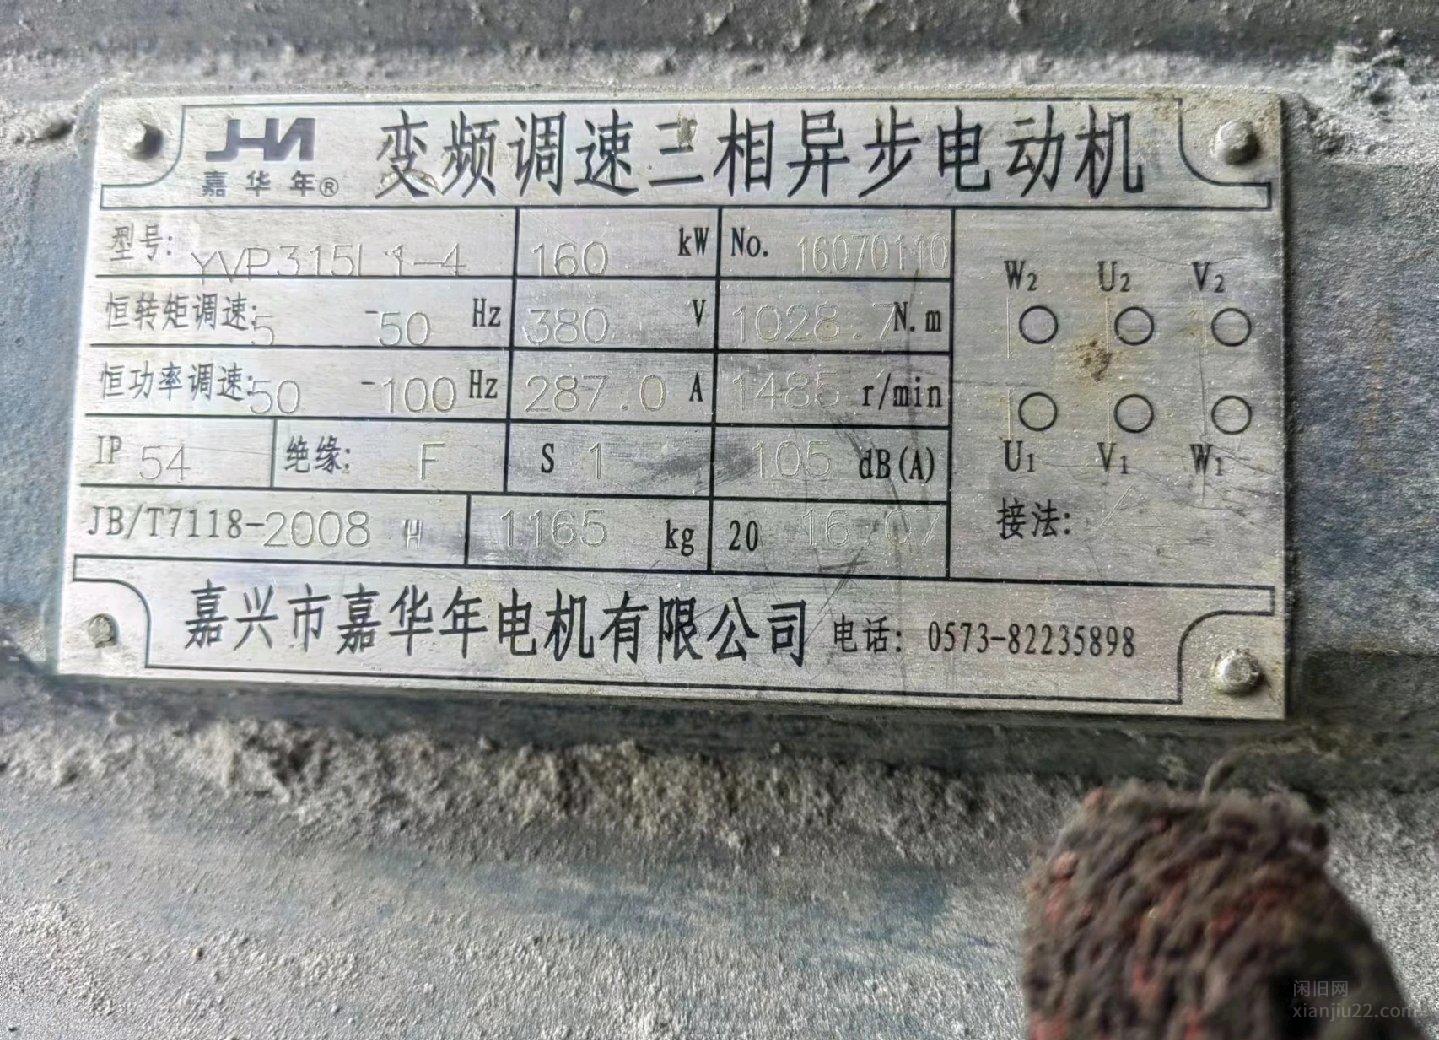 JHN
嘉华年®
变频调速三相异步电动机
型号: YVP315L1-4 160 kW No. 16070110
恒转矩调速: 5 - 50 Hz 380 V 1028.7 N.m
恒功率调速: 50 - 100 Hz 287.0 A 1485 r/min
IP 54 绝缘: F S 1 105 dB(A)
JB/T7118-2008 (H) 1165 kg 20 16.07
W2 U2 V2
U1 V1 W1
接法:
嘉兴市嘉华年电机有限公司 电话: 0573-82235898
闲旧网
xianjiu22.com